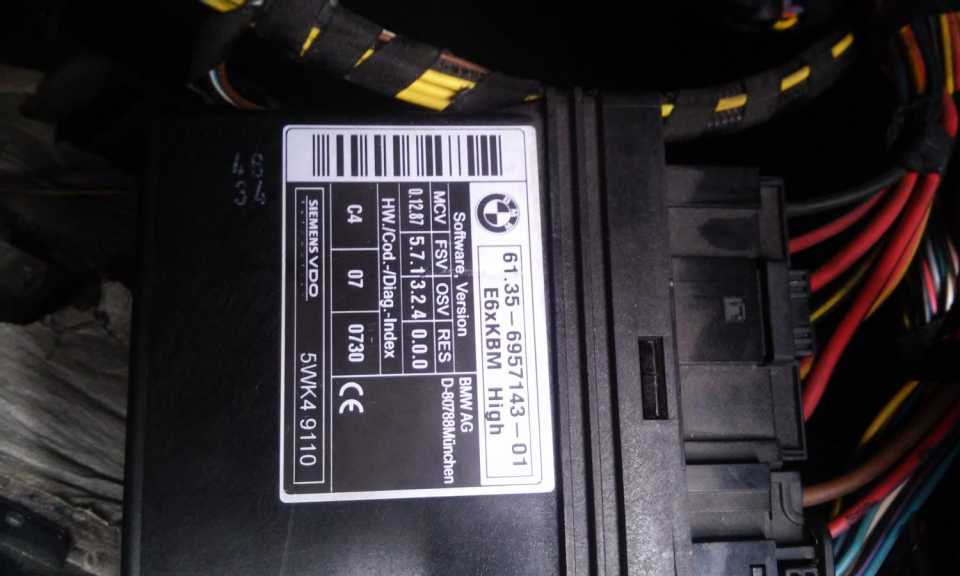 BMW
61.35-6957143-01
E6xKBM High
Software, Version
MCV FSV OSV RES
0.12.87 5.7.1 3.2.4 0.0.0
HW./Cod.-/Diag.-Index
C4 07 0730
BMW AG
D-80788München
CE
SIEMENS VDO
5WK4 9110